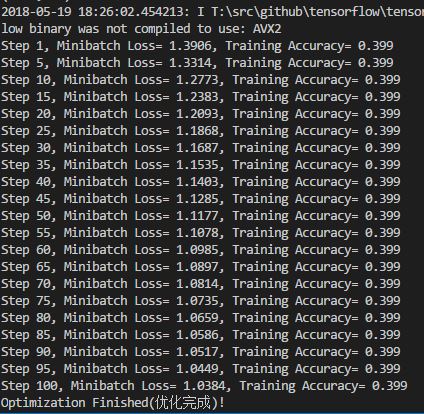 2018-05-19 18:26:02.454213: I T:\src\github\tensorflow\tensor
low binary was not compiled to use: AVX2
Step 1, Minibatch Loss= 1.3906, Training Accuracy= 0.399
Step 5, Minibatch Loss= 1.3314, Training Accuracy= 0.399
Step 10, Minibatch Loss= 1.2773, Training Accuracy= 0.399
Step 15, Minibatch Loss= 1.2383, Training Accuracy= 0.399
Step 20, Minibatch Loss= 1.2093, Training Accuracy= 0.399
Step 25, Minibatch Loss= 1.1868, Training Accuracy= 0.399
Step 30, Minibatch Loss= 1.1687, Training Accuracy= 0.399
Step 35, Minibatch Loss= 1.1535, Training Accuracy= 0.399
Step 40, Minibatch Loss= 1.1403, Training Accuracy= 0.399
Step 45, Minibatch Loss= 1.1285, Training Accuracy= 0.399
Step 50, Minibatch Loss= 1.1177, Training Accuracy= 0.399
Step 55, Minibatch Loss= 1.1078, Training Accuracy= 0.399
Step 60, Minibatch Loss= 1.0985, Training Accuracy= 0.399
Step 65, Minibatch Loss= 1.0897, Training Accuracy= 0.399
Step 70, Minibatch Loss= 1.0814, Training Accuracy= 0.399
Step 75, Minibatch Loss= 1.0735, Training Accuracy= 0.399
Step 80, Minibatch Loss= 1.0659, Training Accuracy= 0.399
Step 85, Minibatch Loss= 1.0586, Training Accuracy= 0.399
Step 90, Minibatch Loss= 1.0517, Training Accuracy= 0.399
Step 95, Minibatch Loss= 1.0449, Training Accuracy= 0.399
Step 100, Minibatch Loss= 1.0384, Training Accuracy= 0.399
Optimization Finished(优化完成)!